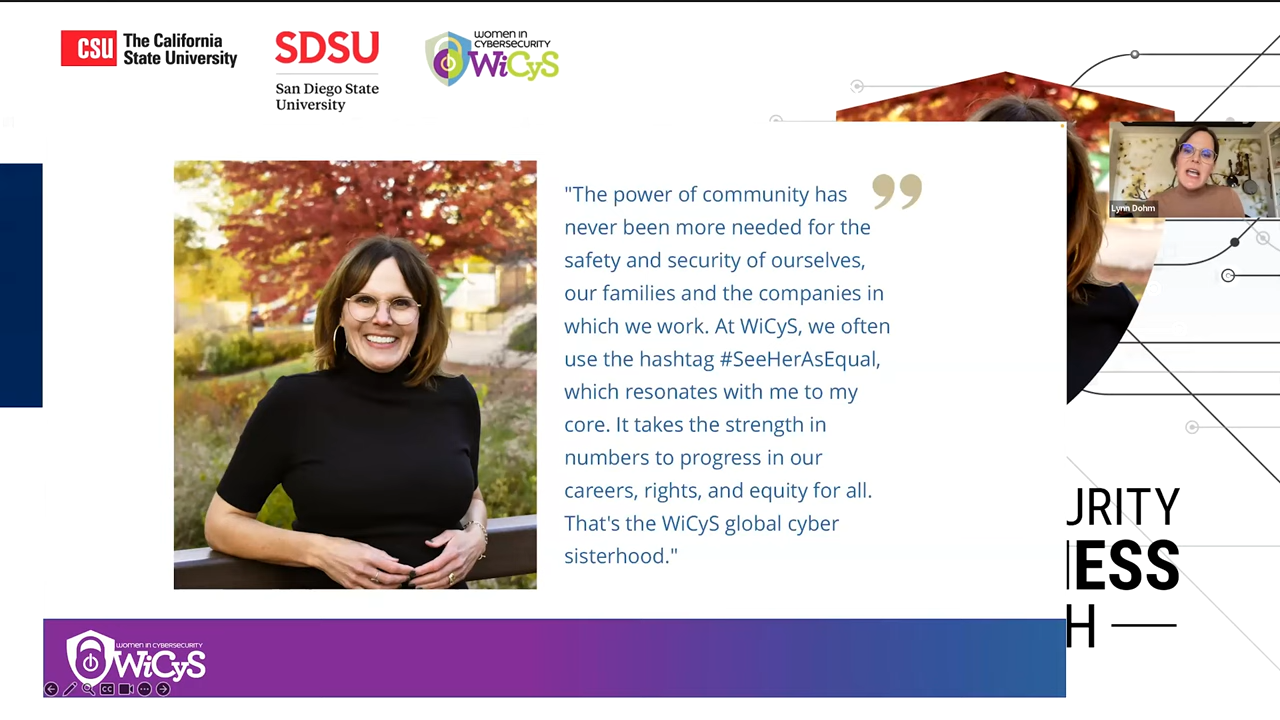 CSU The California
State University
SDSU
San Diego State
University
WOMEN IN
CYBERSECURITY
WiCyS
Lynn Dohm
"The power of community has
never been more needed for the
safety and security of ourselves,
our families and the companies in
which we work. At WiCyS, we often
use the hashtag #SeeHerAsEqual,
which resonates with me to my
core. It takes the strength in
numbers to progress in our
careers, rights, and equity for all.
That's the WiCyS global cyber
sisterhood."
URITY
ESS
H
WOMEN IN CYBERSECURITY
WiCyS
CC